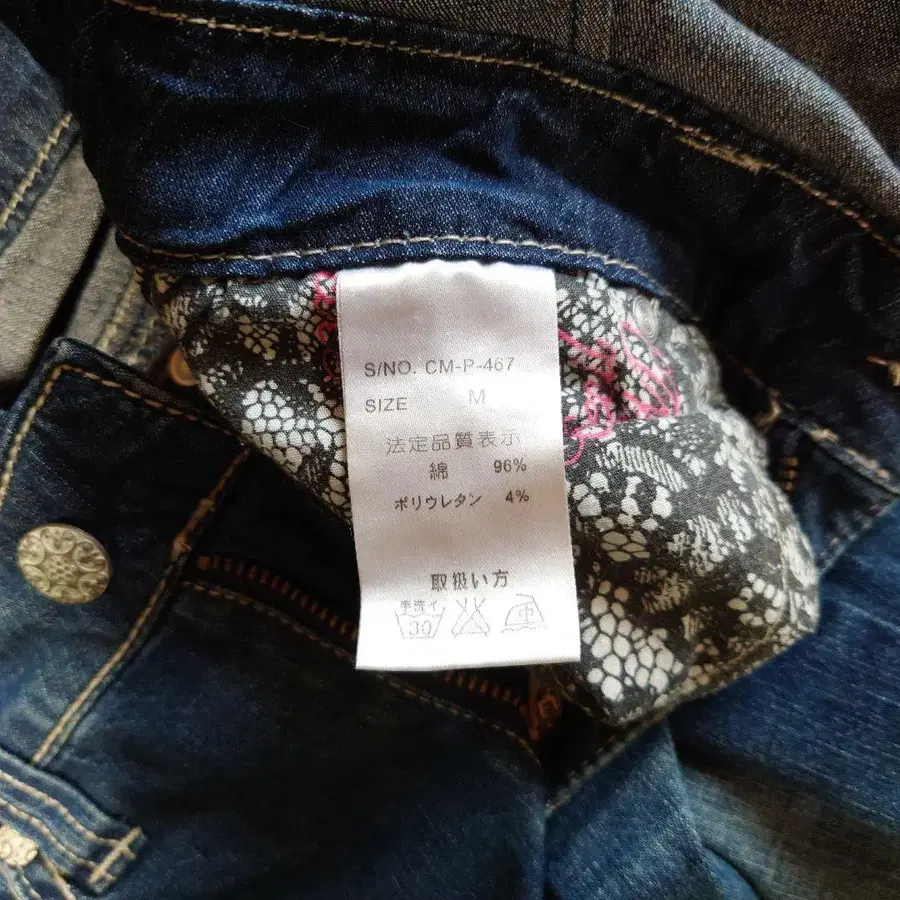 S/NO. CM-P-467
SIZE M
法定品質表示
綿 96%
ポリウレタン 4%
取扱い方
手洗イ
30 中